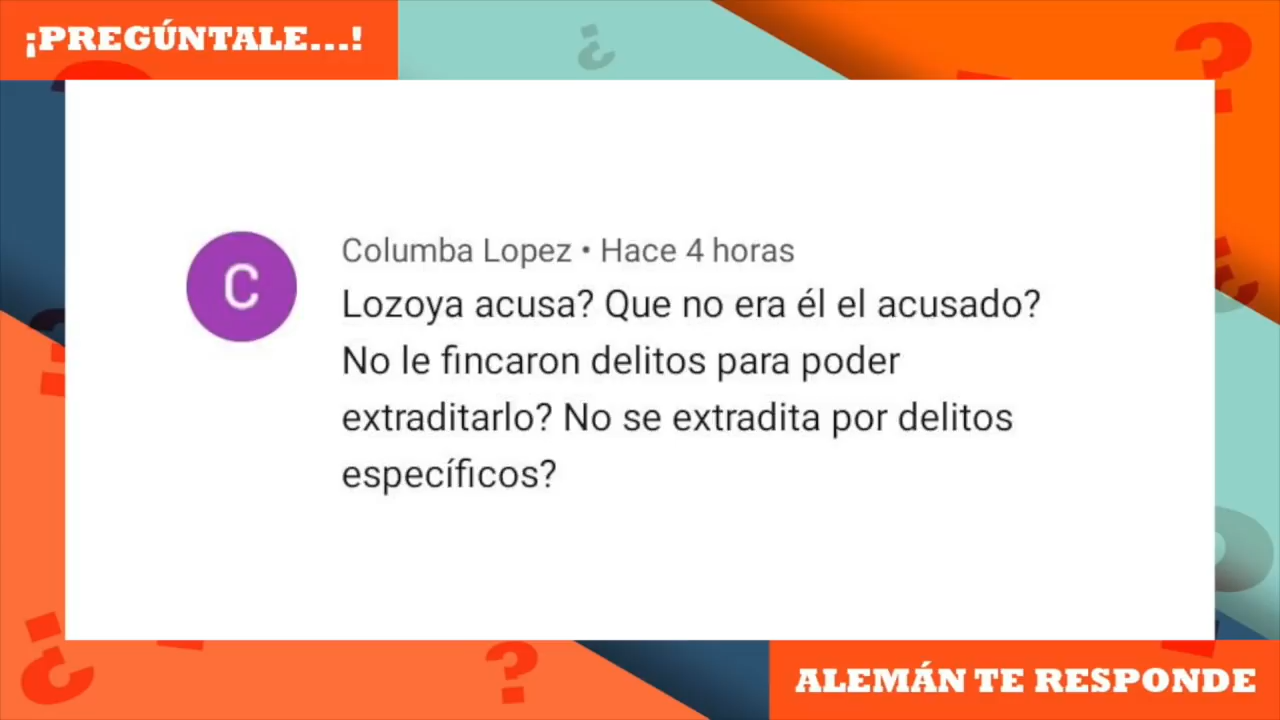 ¡PREGÚNTALE...!
C
Columba Lopez • Hace 4 horas
Lozoya acusa? Que no era él el acusado?
No le fincaron delitos para poder
extraditarlo? No se extradita por delitos
específicos?
ALEMÁN TE RESPONDE